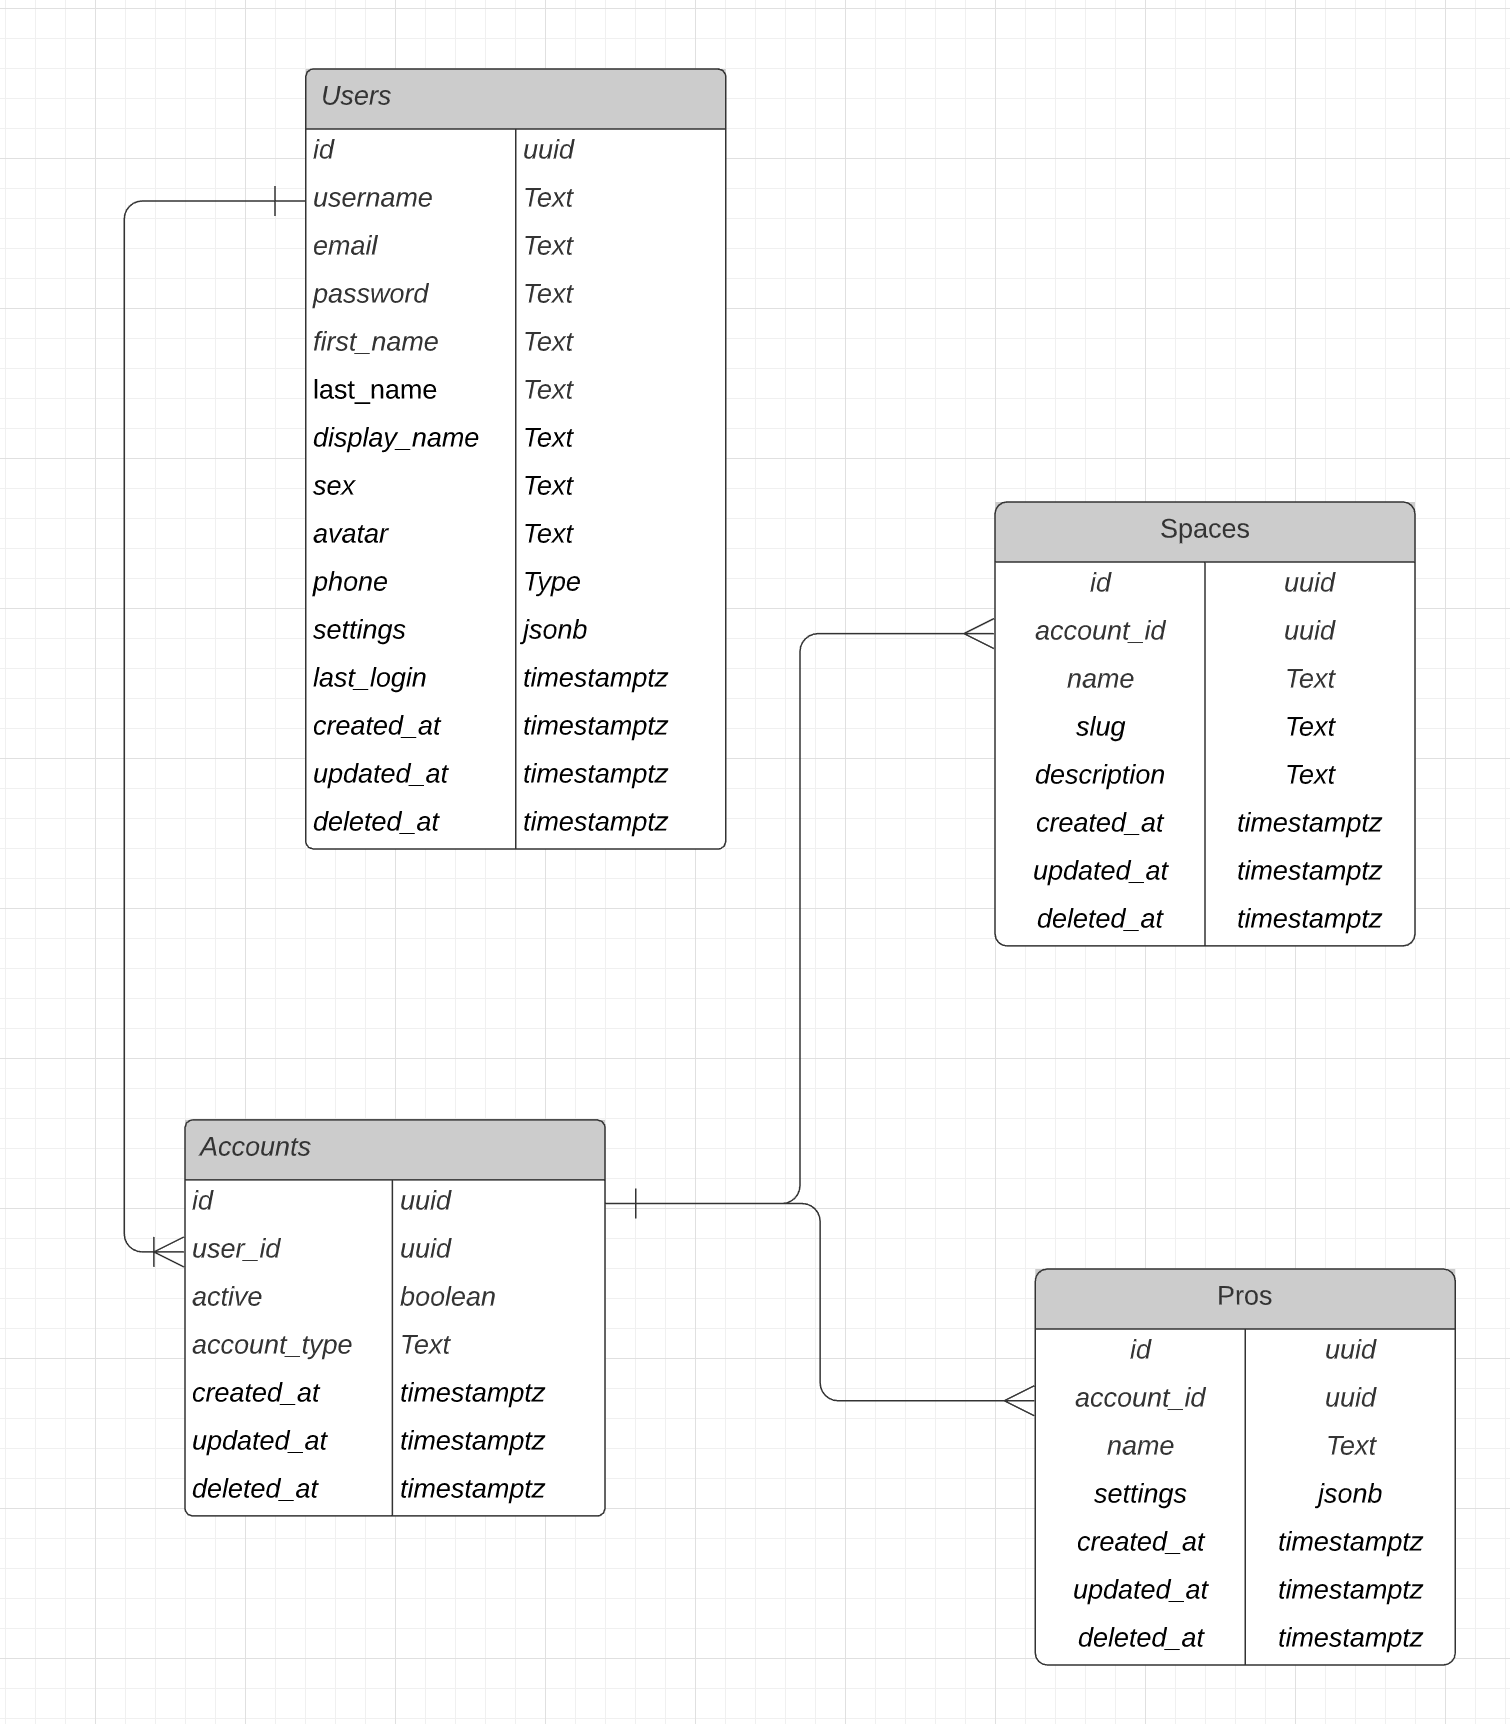 Users
id uuid
username Text
email Text
password Text
first_name Text
last_name Text
display_name Text
sex Text
avatar Text
phone Type
settings jsonb
last_login timestamptz
created_at timestamptz
updated_at timestamptz
deleted_at timestamptz
Spaces
id uuid
account_id uuid
name Text
slug Text
description Text
created_at timestamptz
updated_at timestamptz
deleted_at timestamptz
Accounts
id uuid
user_id uuid
active boolean
account_type Text
created_at timestamptz
updated_at timestamptz
deleted_at timestamptz
Pros
id uuid
account_id uuid
name Text
settings jsonb
created_at timestamptz
updated_at timestamptz
deleted_at timestamptz